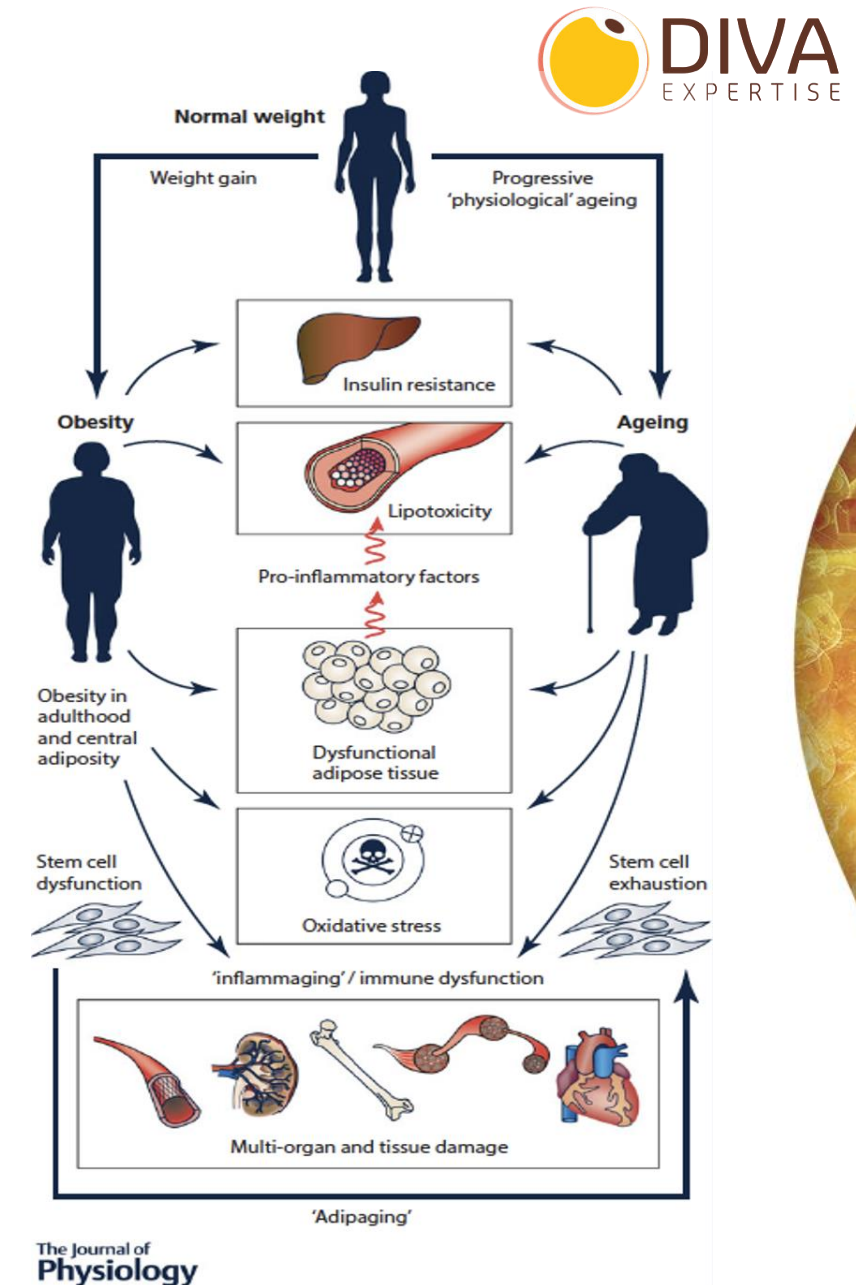 DIVA
EXPERTISE
Normal weight
Weight gain
Progressive
‘physiological’ ageing
Insulin resistance
Obesity
Ageing
Lipotoxicity
Pro-inflammatory factors
Obesity in
adulthood
and central
adiposity
Dysfunctional
adipose tissue
Stem cell
dysfunction
Stem cell
exhaustion
Oxidative stress
‘inflammaging’ / immune dysfunction
Multi-organ and tissue damage
‘Adipaging’
The Journal of
Physiology